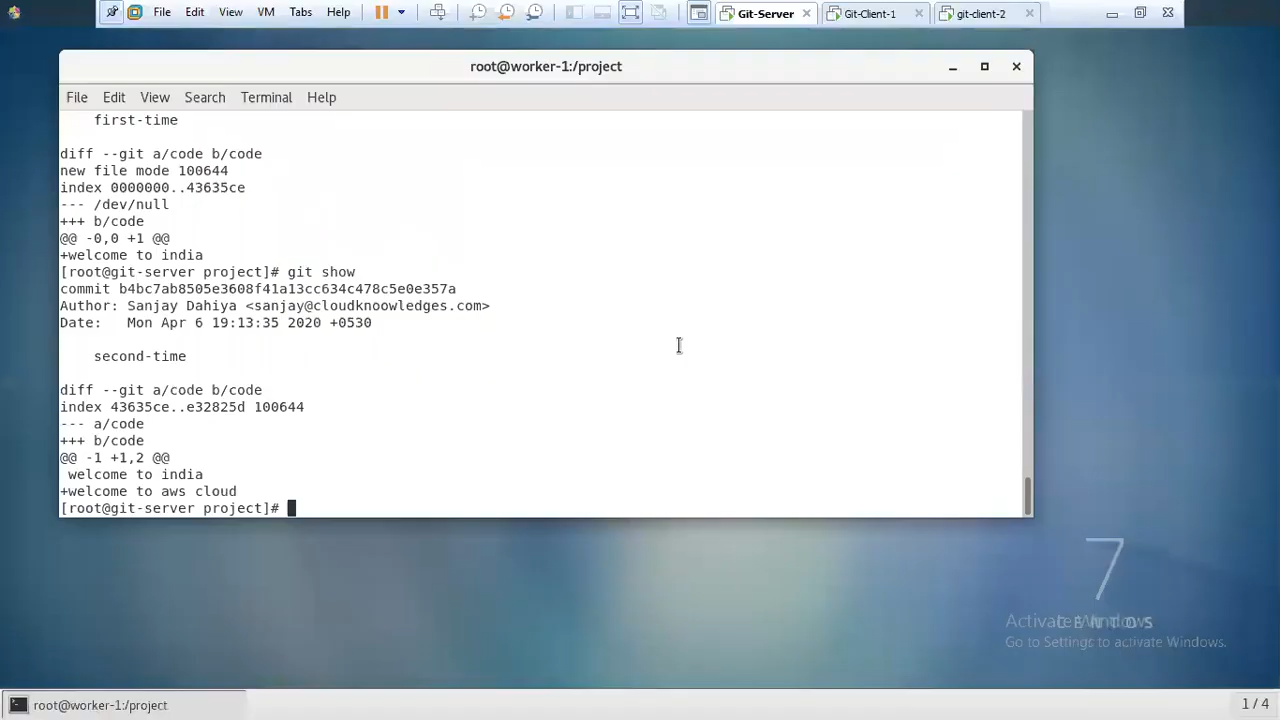 File Edit View VM Tabs Help Git-Server Git-Client-1 git-client-2
root@worker-1:/project
File Edit View Search Terminal Help
first-time
diff --git a/code b/code
new file mode 100644
index 0000000..43635ce
--- /dev/null
+++ b/code
@@ -0,0 +1 @@
+welcome to india
[root@git-server project]# git show
commit b4bc7ab8505e3608f41a13cc634c478c5e0e357a
Author: Sanjay Dahiya <sanjay@cloudknoowledges.com>
Date:   Mon Apr 6 19:13:35 2020 +0530
second-time
diff --git a/code b/code
index 43635ce..e32825d 100644
--- a/code
+++ b/code
@@ -1 +1,2 @@
welcome to india
+welcome to aws cloud
[root@git-server project]#
7
CENTOS
Activate Windows
Go to Settings to activate Windows.
root@worker-1:/project
1 / 4